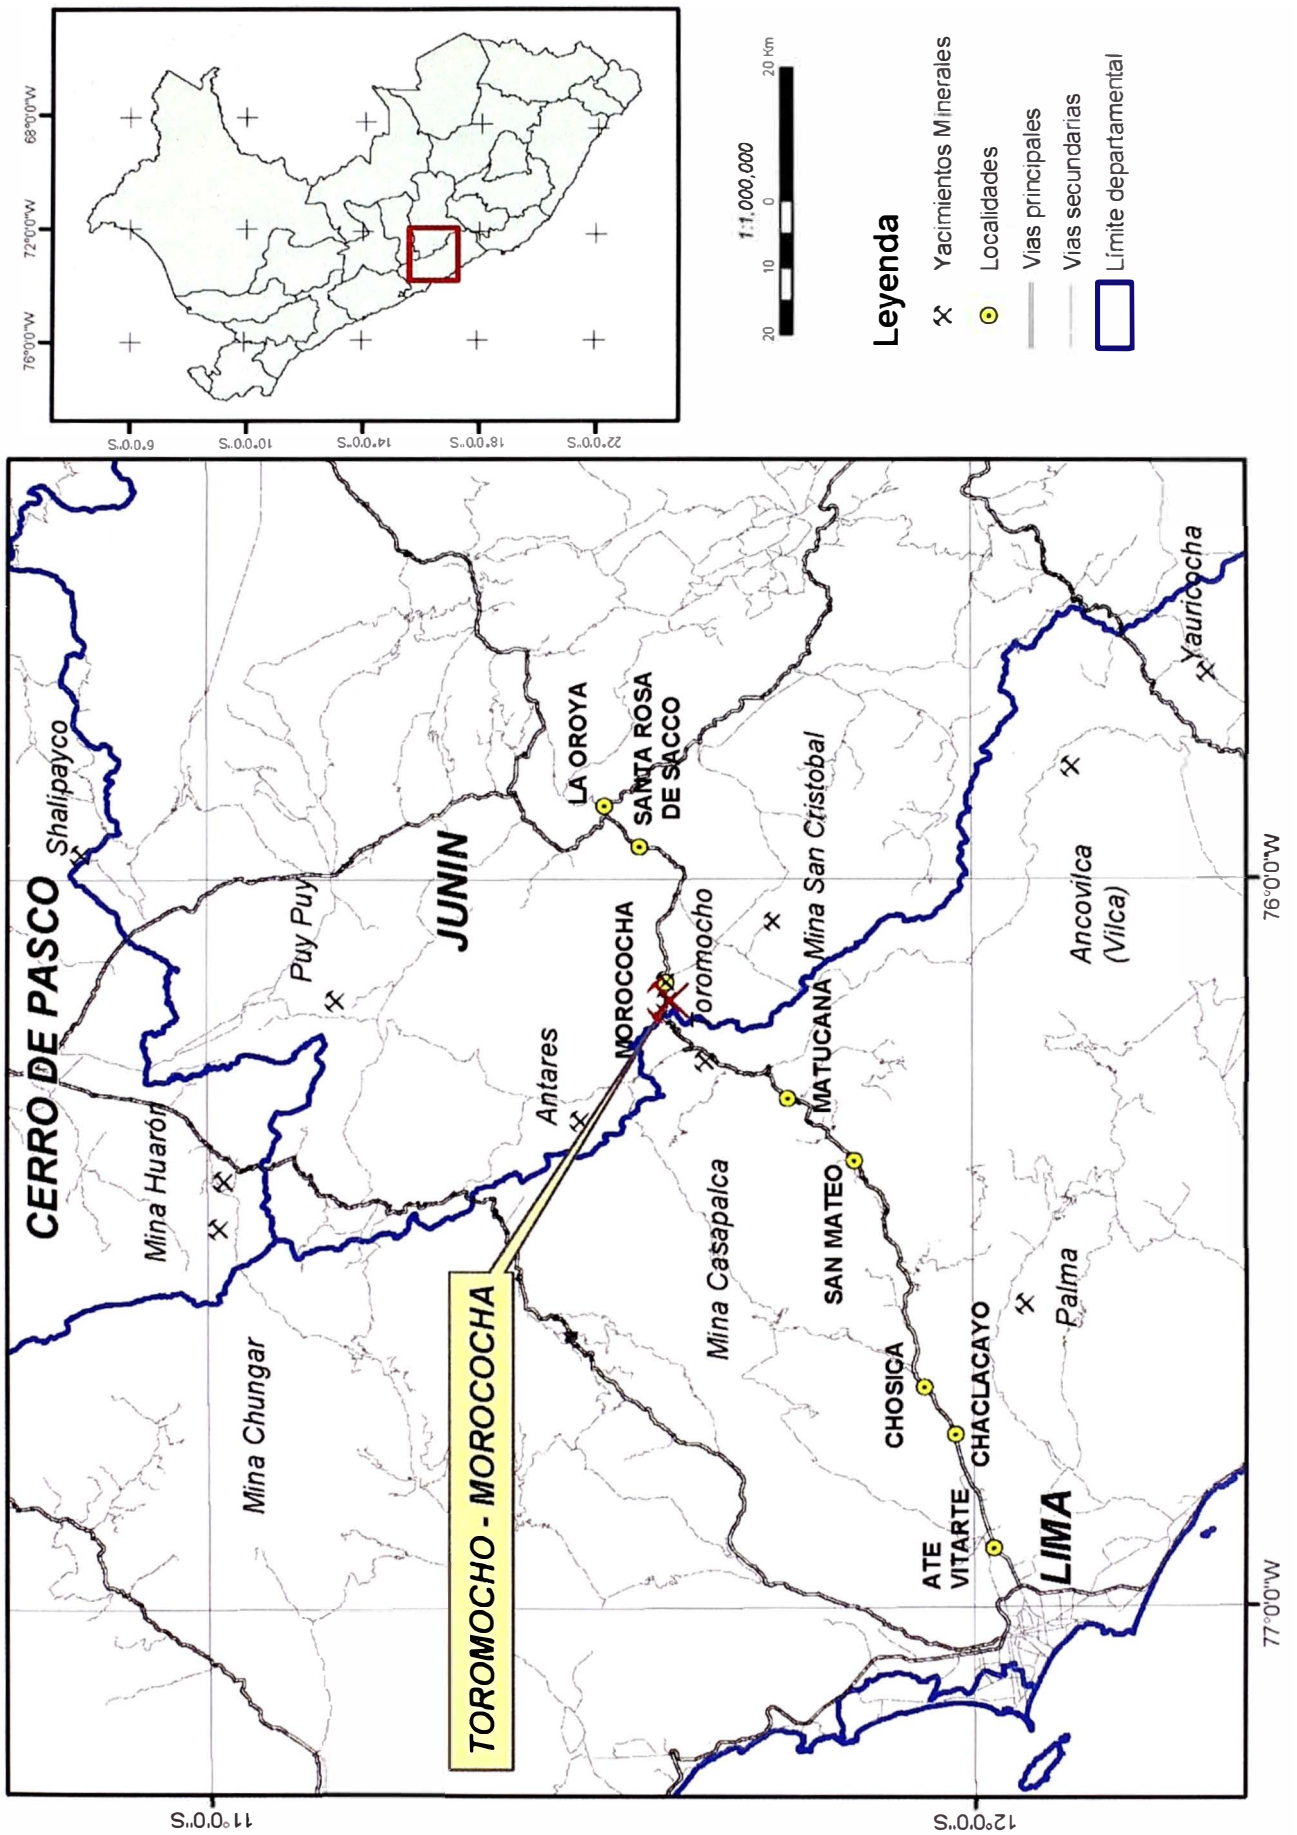 CERRO DE PASCO
Shalipayco
Mina Huarón
Mina Chungar
Puy Puy
JUNIN
TOROMOCHO - MOROCOCHA
Antares
LA OROYA
SANTA ROSA
DE SACCO
MOROCOCHA
Toromocho
Mina Casapalca
Mina San Cristobal
MATUCANA
SAN MATEO
CHOSICA
CHACLACAYO
ATE
VITARTE
LIMA
Palma
Ancovilca
(Vilca)
Yauricocha
11°0'0"S
12°0'0"S
77°0'0"W
76°0'0"W
76°0'0"W
72°0'0"W
68°0'0"W
6°0'0"S
10°0'0"S
14°0'0"S
18°0'0"S
22°0'0"S
1:1,000,000
20 10 0 20 Km
Leyenda
Yacimientos Minerales
Localidades
Vias principales
Vias secundarias
Límite departamental